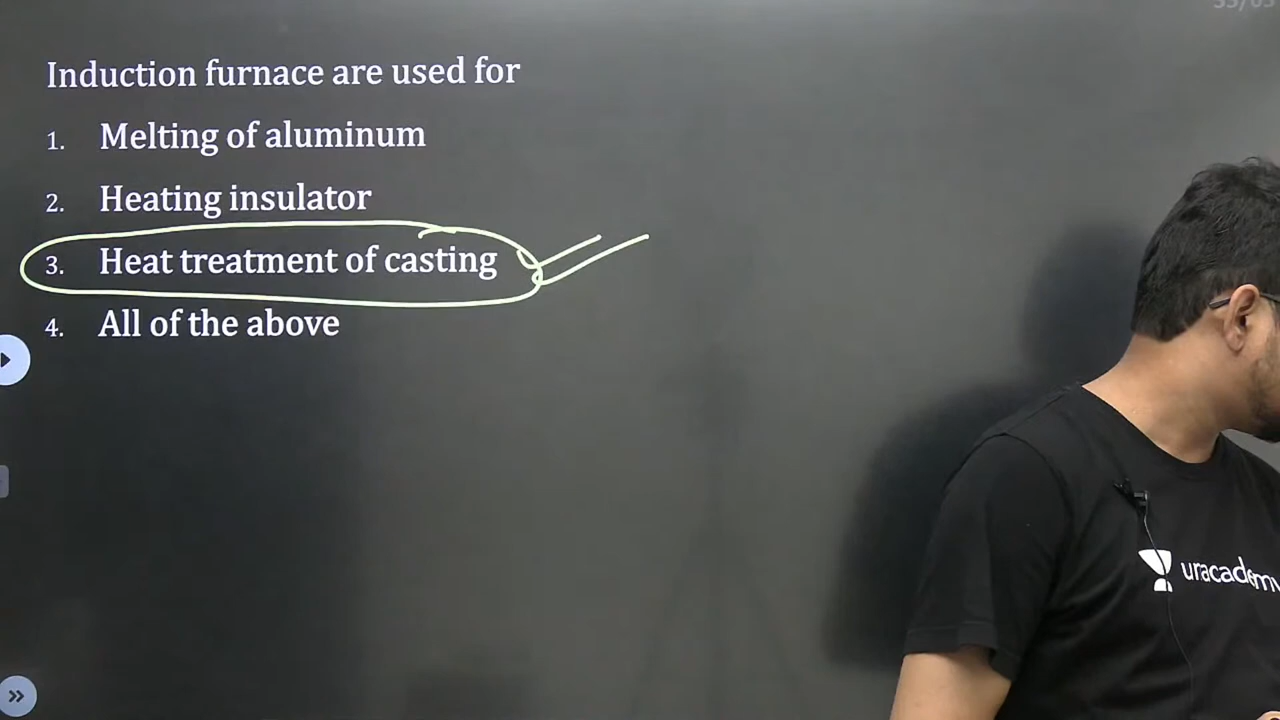 Induction furnace are used for
1. Melting of aluminum
2. Heating insulator
3. Heat treatment of casting
4. All of the above
uracademy